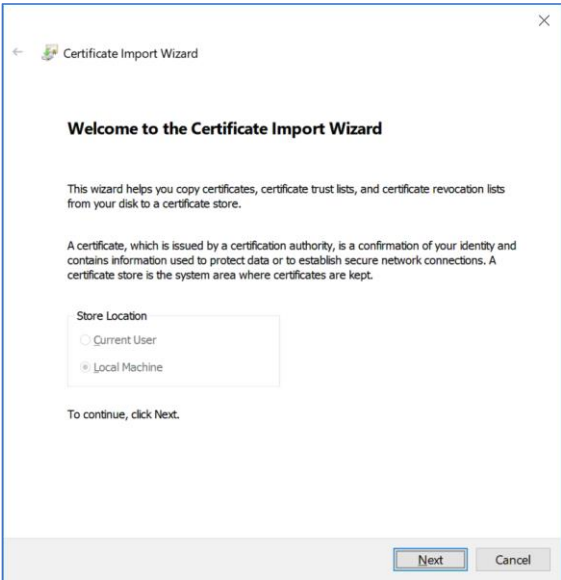 Certificate Import Wizard
Welcome to the Certificate Import Wizard
This wizard helps you copy certificates, certificate trust lists, and certificate revocation lists
from your disk to a certificate store.
A certificate, which is issued by a certification authority, is a confirmation of your identity and
contains information used to protect data or to establish secure network connections. A
certificate store is the system area where certificates are kept.
Store Location
Current User
Local Machine
To continue, click Next.
Next
Cancel